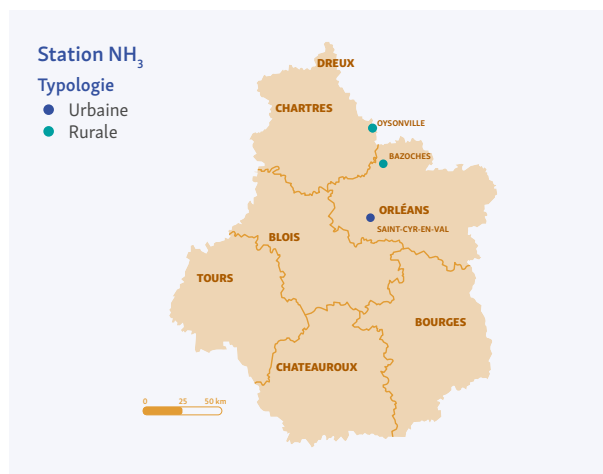 Station NH₃
Typologie
Urbaine
Rurale
DREUX
CHARTRES
OYSONVILLE
BAZOCHES
ORLÉANS
SAINT-CYR-EN-VAL
BLOIS
TOURS
BOURGES
CHATEAUROUX
0 25 50 km